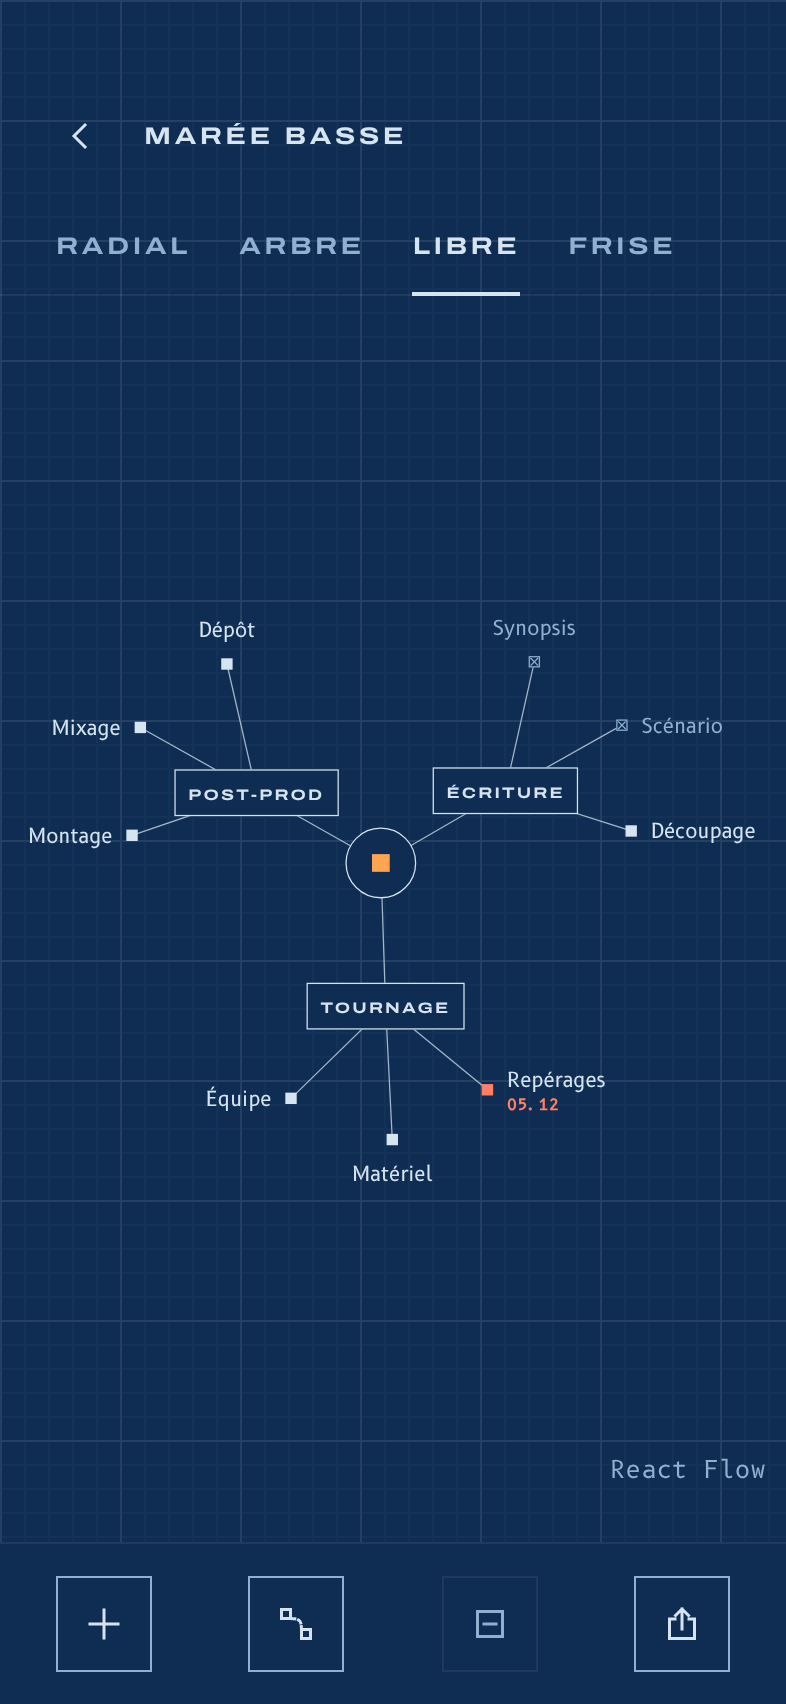 MARÉE BASSE
RADIAL ARBRE LIBRE FRISE
Dépôt
Synopsis
Mixage
Scénario
POST-PROD
ÉCRITURE
Montage
Découpage
TOURNAGE
Repérages
05. 12
Équipe
Matériel
React Flow